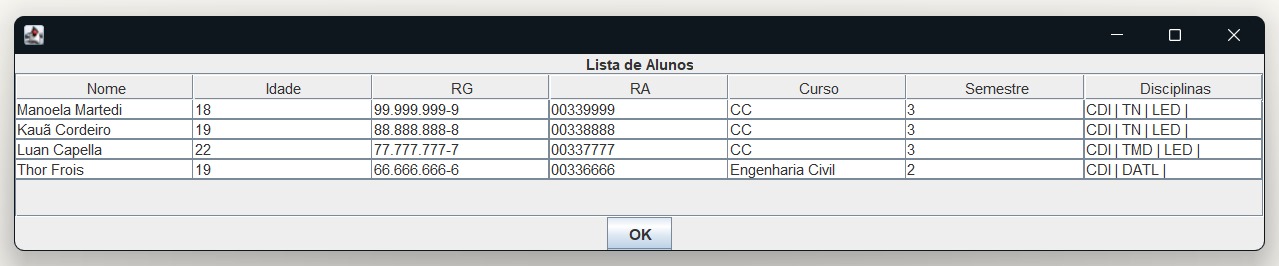 Lista de Alunos
Nome Idade RG RA Curso Semestre Disciplinas
Manoela Martedi 18 99.999.999-9 00339999 CC 3 CDI | TN | LED |
Kauã Cordeiro 19 88.888.888-8 00338888 CC 3 CDI | TN | LED |
Luan Capella 22 77.777.777-7 00337777 CC 3 CDI | TMD | LED |
Thor Frois 19 66.666.666-6 00336666 Engenharia Civil 2 CDI | DATL |
OK